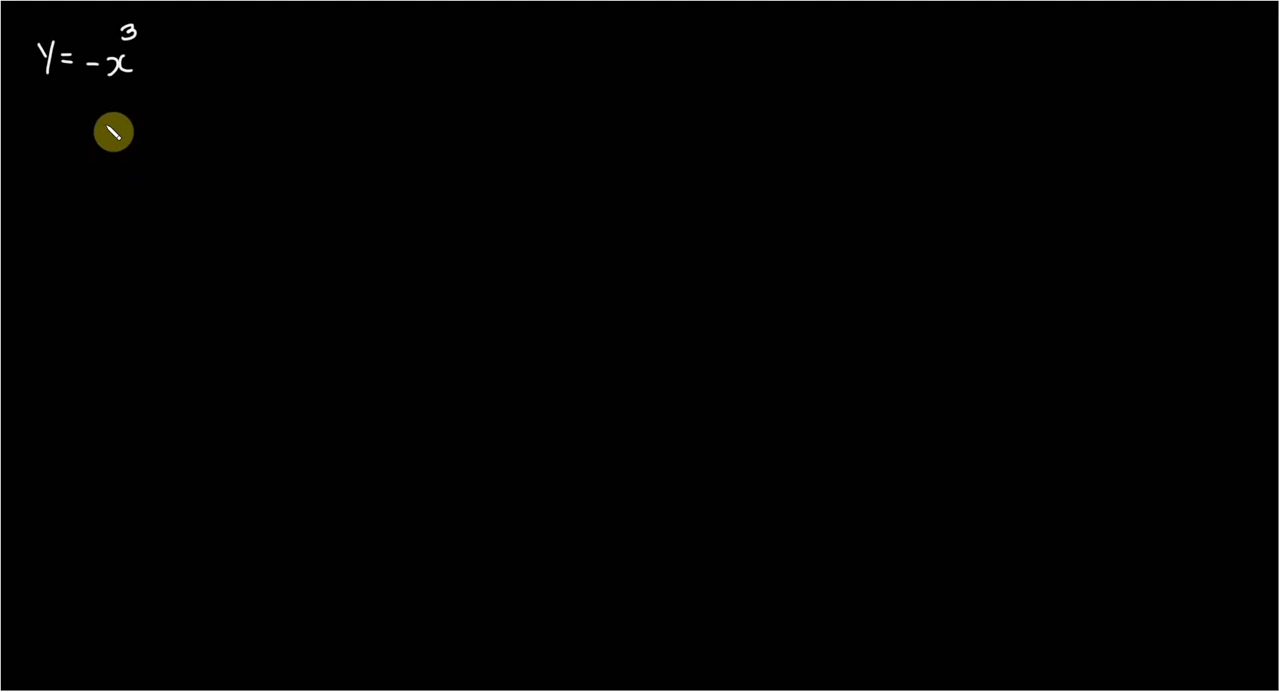 y = -x³